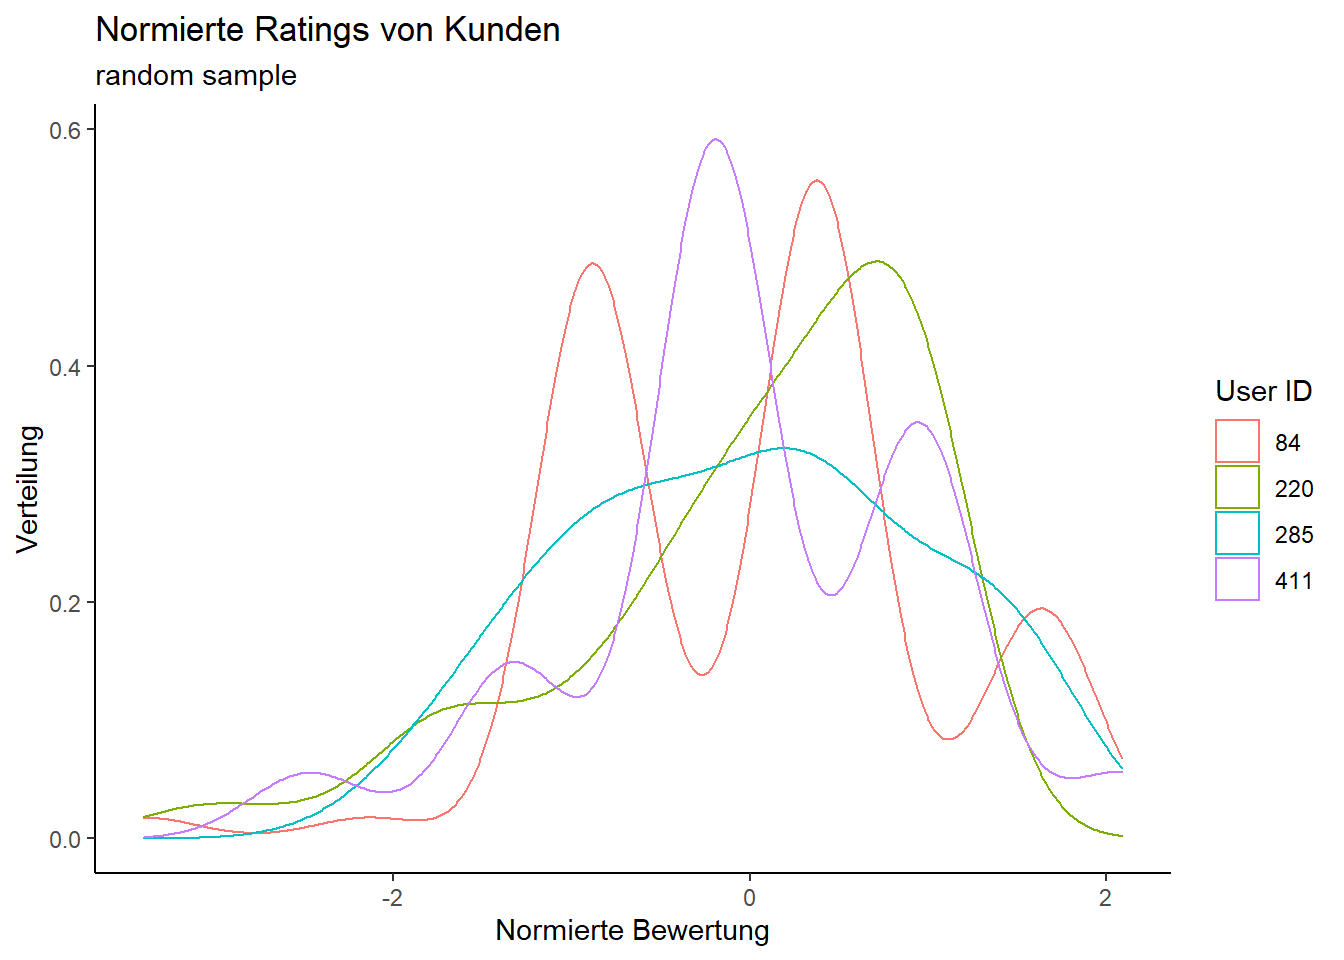 Normierte Ratings von Kunden
random sample
0.6
0.4
0.2
0.0
Verteilung
-2
0
2
Normierte Bewertung
User ID
84
220
285
411